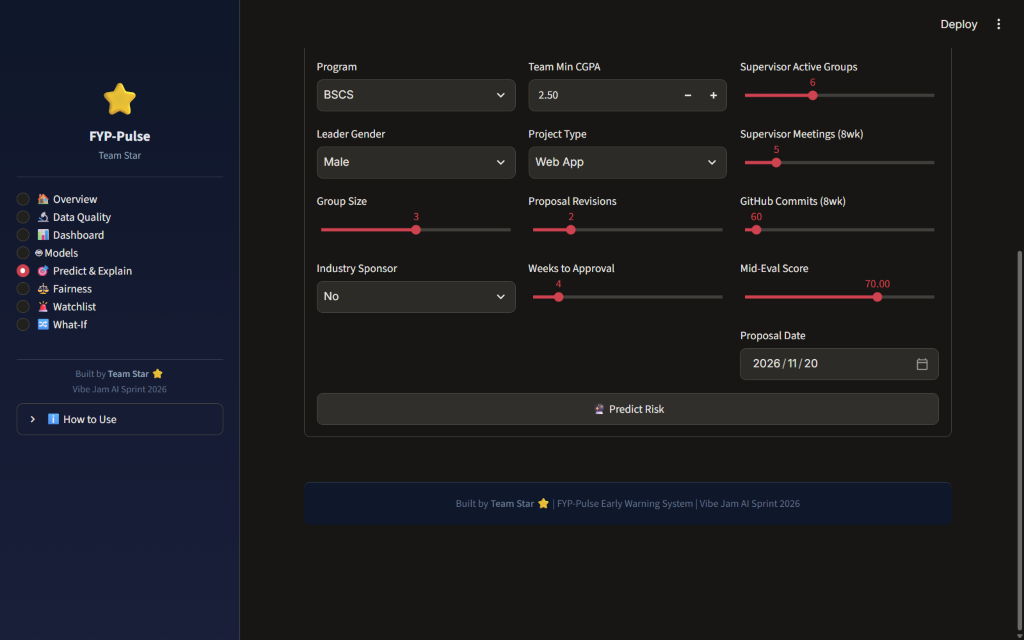 Deploy
FYP-Pulse
Team Star
Overview
Data Quality
Dashboard
Models
Predict & Explain
Fairness
Watchlist
What-If
Built by Team Star
Vibe Jam AI Sprint 2026
How to Use
Program
BSCS
Leader Gender
Male
Group Size
3
Industry Sponsor
No
Team Min CGPA
2.50
Project Type
Web App
Proposal Revisions
2
Weeks to Approval
4
Supervisor Active Groups
6
Supervisor Meetings (8wk)
5
GitHub Commits (8wk)
60
Mid-Eval Score
70.00
Proposal Date
2026/11/20
Predict Risk
Built by Team Star | FYP-Pulse Early Warning System | Vibe Jam AI Sprint 2026